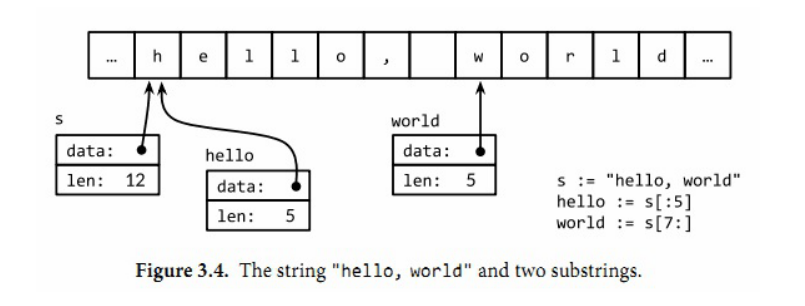 … h e l l o , w o r l d …
s
data:
len: 12
hello
data:
len: 5
world
data:
len: 5
s := "hello, world"
hello := s[:5]
world := s[7:]
Figure 3.4. The string "hello, world" and two substrings.